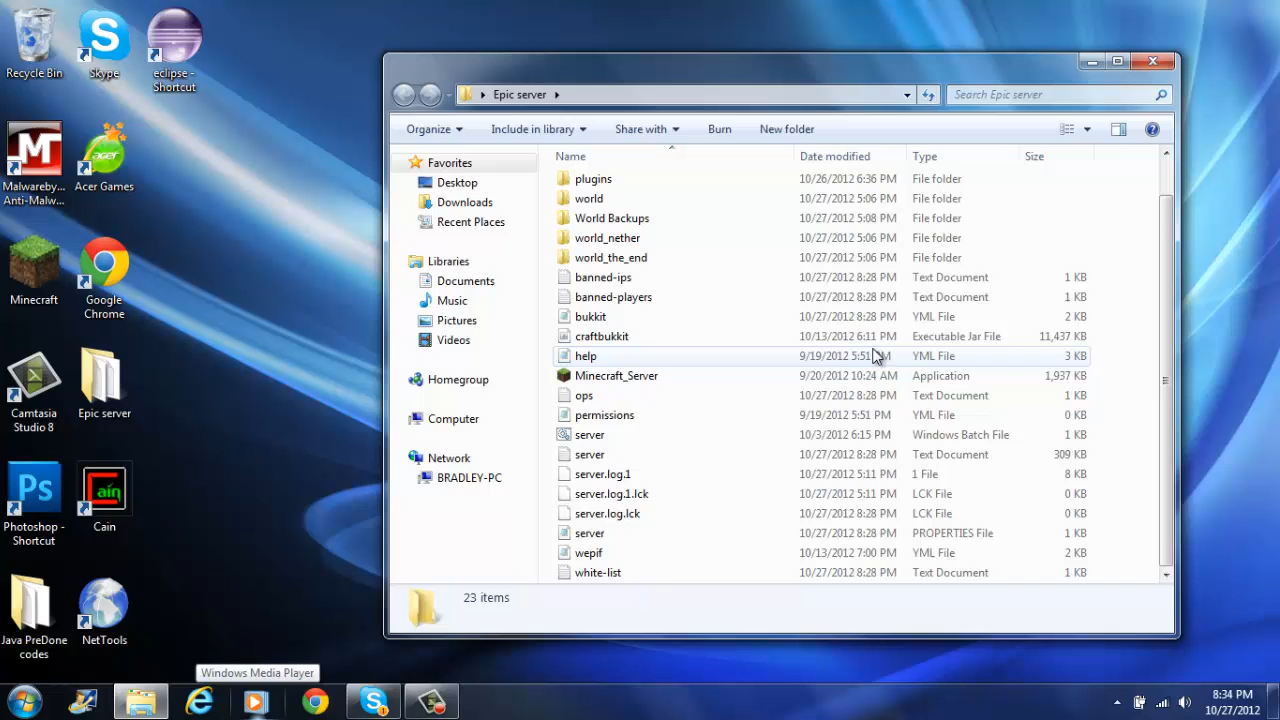 Recycle Bin
Skype
eclipse - Shortcut
Malwareby... Anti-Malw...
Acer Games
Minecraft
Google Chrome
Camtasia Studio 8
Epic server
Ps
Photoshop - Shortcut
Cain
Cain
Java PreDone codes
NetTools
Epic server
Search Epic server
Organize Include in library Share with Burn New folder
Favorites
Desktop
Downloads
Recent Places
Libraries
Documents
Music
Pictures
Videos
Homegroup
Computer
Network
BRADLEY-PC
Name Date modified Type Size
plugins 10/26/2012 6:36 PM File folder
world 10/27/2012 5:06 PM File folder
World Backups 10/27/2012 5:08 PM File folder
world_nether 10/27/2012 5:06 PM File folder
world_the_end 10/27/2012 5:06 PM File folder
banned-ips 10/27/2012 8:28 PM Text Document 1 KB
banned-players 10/27/2012 8:28 PM Text Document 1 KB
bukkit 10/27/2012 8:28 PM YML File 2 KB
craftbukkit 10/13/2012 6:11 PM Executable Jar File 11,437 KB
help 9/19/2012 5:51 PM YML File 3 KB
Minecraft_Server 9/20/2012 10:24 AM Application 1,937 KB
ops 10/27/2012 8:28 PM Text Document 1 KB
permissions 9/19/2012 5:51 PM YML File 0 KB
server 10/3/2012 6:15 PM Windows Batch File 1 KB
server 10/27/2012 8:28 PM Text Document 309 KB
server.log.1 10/27/2012 5:11 PM 1 File 8 KB
server.log.1.lck 10/27/2012 5:11 PM LCK File 0 KB
server.log.lck 10/27/2012 8:28 PM LCK File 0 KB
server 10/27/2012 8:28 PM PROPERTIES File 1 KB
wepif 10/13/2012 7:00 PM YML File 2 KB
white-list 10/27/2012 8:28 PM Text Document 1 KB
23 items
Windows Media Player
8:34 PM
10/27/2012